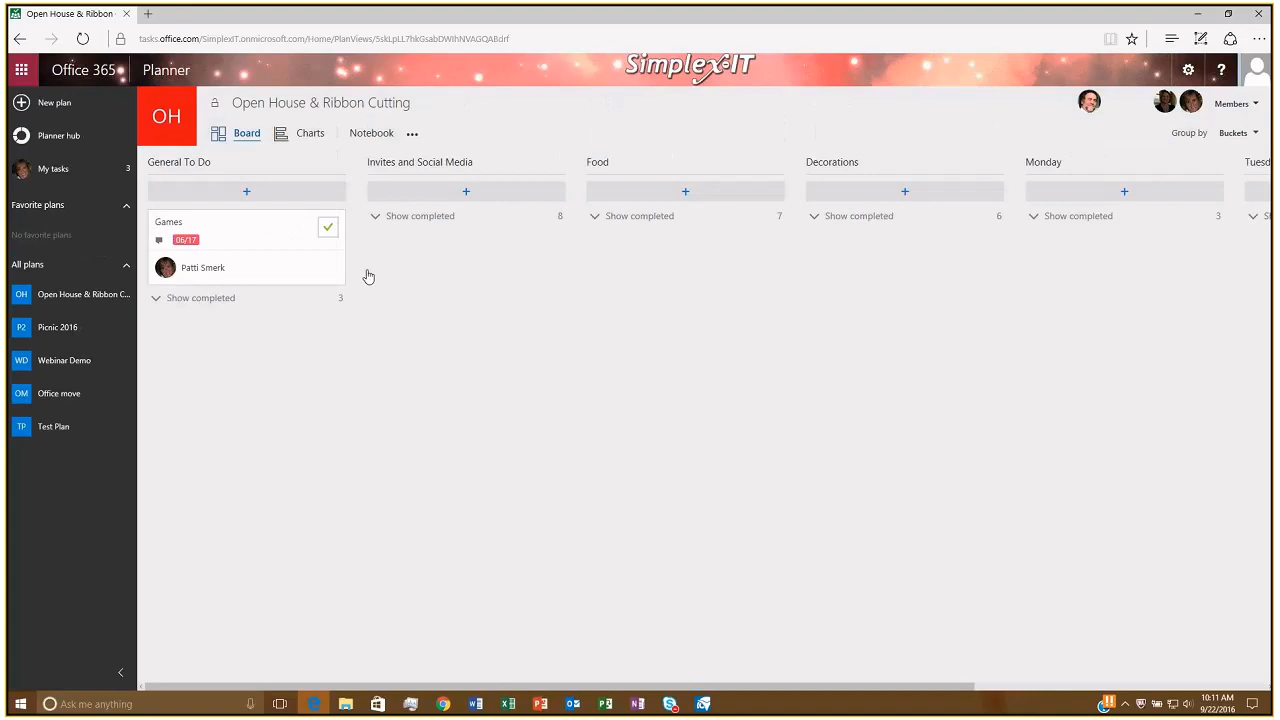 Open House & Ribbon
tasks.office.com/SimplexIT.onmicrosoft.com/Home/PlanViews/5skLpLL7hkGsabDWIhNVAGQABdrf
Office 365
Planner
SimplexIT
?
New plan
OH
Open House & Ribbon Cutting
Members
Planner hub
Board
Charts
Notebook
Group by
Buckets
My tasks
3
General To Do
Invites and Social Media
Food
Decorations
Monday
Tuesd
+
+
+
+
+
Favorite plans
Games
Show completed
8
Show completed
7
Show completed
6
Show completed
3
No favorite plans
06/17
All plans
Patti Smerk
OH
Open House & Ribbon C...
Show completed
3
P2
Picnic 2016
WD
Webinar Demo
OM
Office move
TP
Test Plan
Ask me anything
10:11 AM
9/22/2016